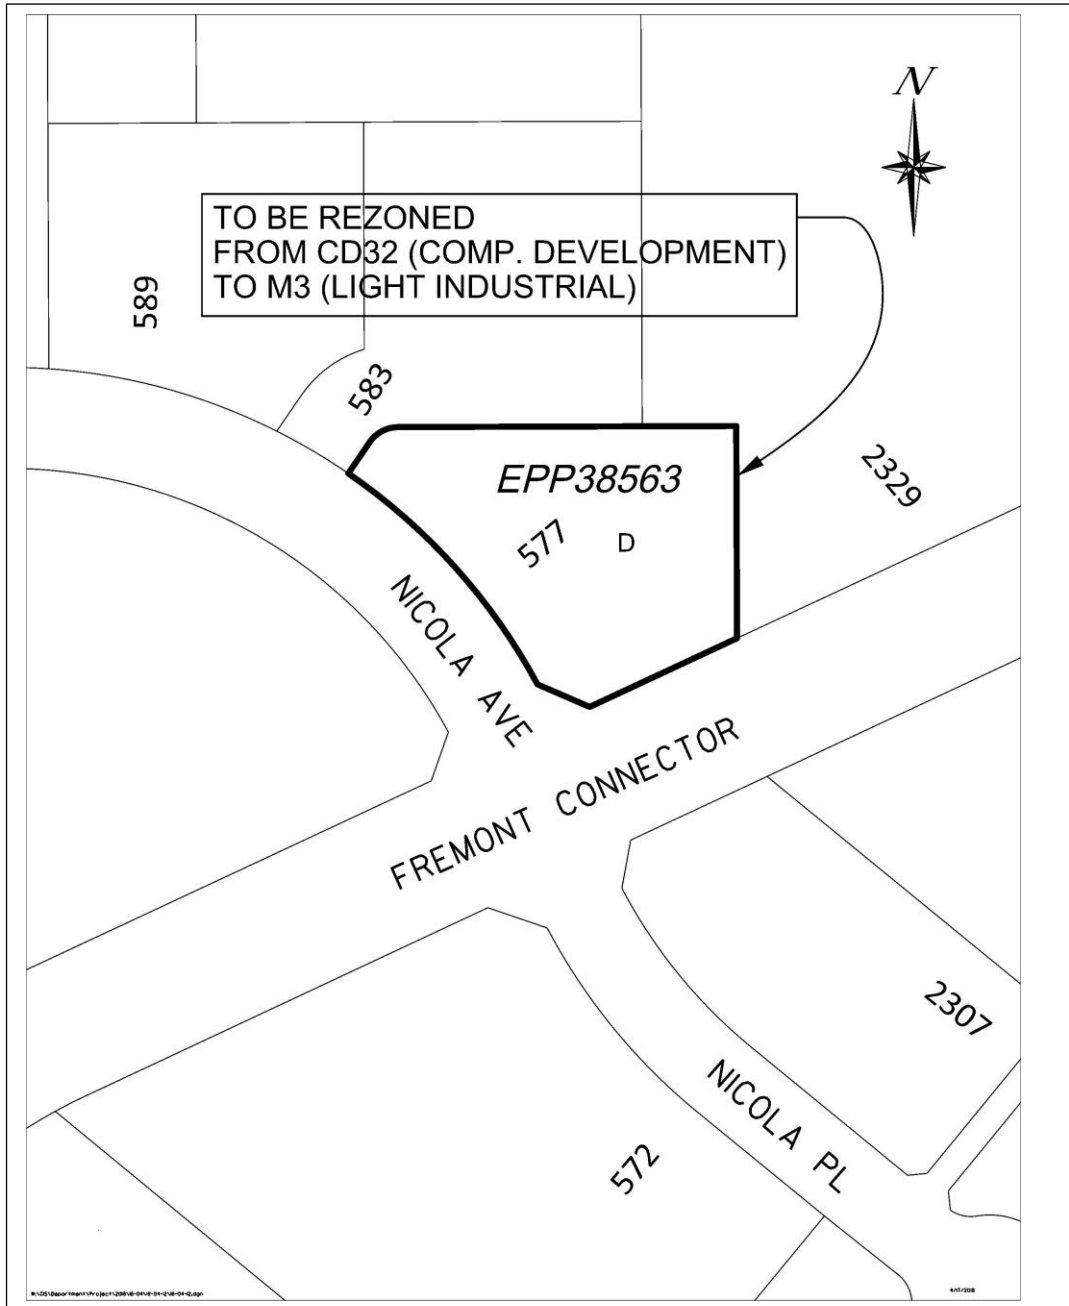 N
TO BE REZONED
FROM CD32 (COMP. DEVELOPMENT)
TO M3 (LIGHT INDUSTRIAL)
589
583
EPP38563
577
D
2329
NICOLA AVE
FREMONT CONNECTOR
2307
NICOLA PL
572